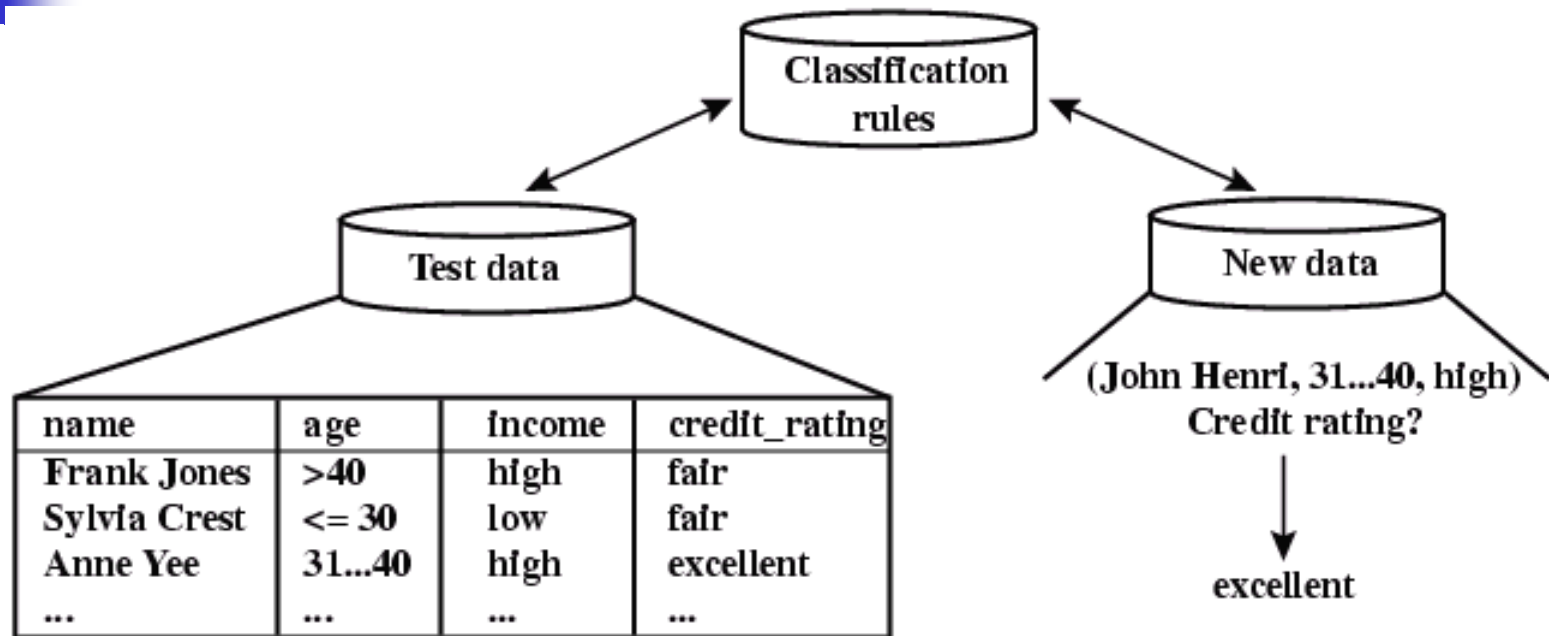 Classification
rules
Test data
New data
(John Henri, 31...40, high)
Credit rating?
excellent
name age income credit_rating
Frank Jones >40 high fair
Sylvia Crest <= 30 low fair
Anne Yee 31...40 high excellent
... ... ... ...